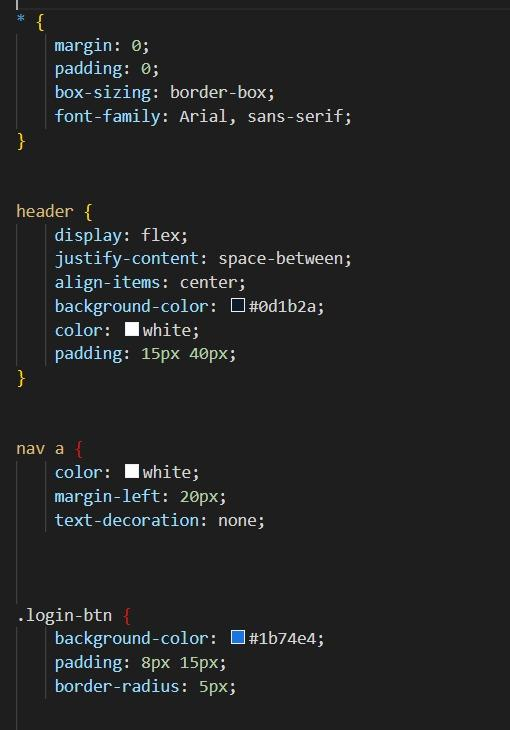 * {
margin: 0;
padding: 0;
box-sizing: border-box;
font-family: Arial, sans-serif;
}
header {
display: flex;
justify-content: space-between;
align-items: center;
background-color: #0d1b2a;
color: white;
padding: 15px 40px;
}
nav a {
color: white;
margin-left: 20px;
text-decoration: none;
.login-btn {
background-color: #1b74e4;
padding: 8px 15px;
border-radius: 5px;